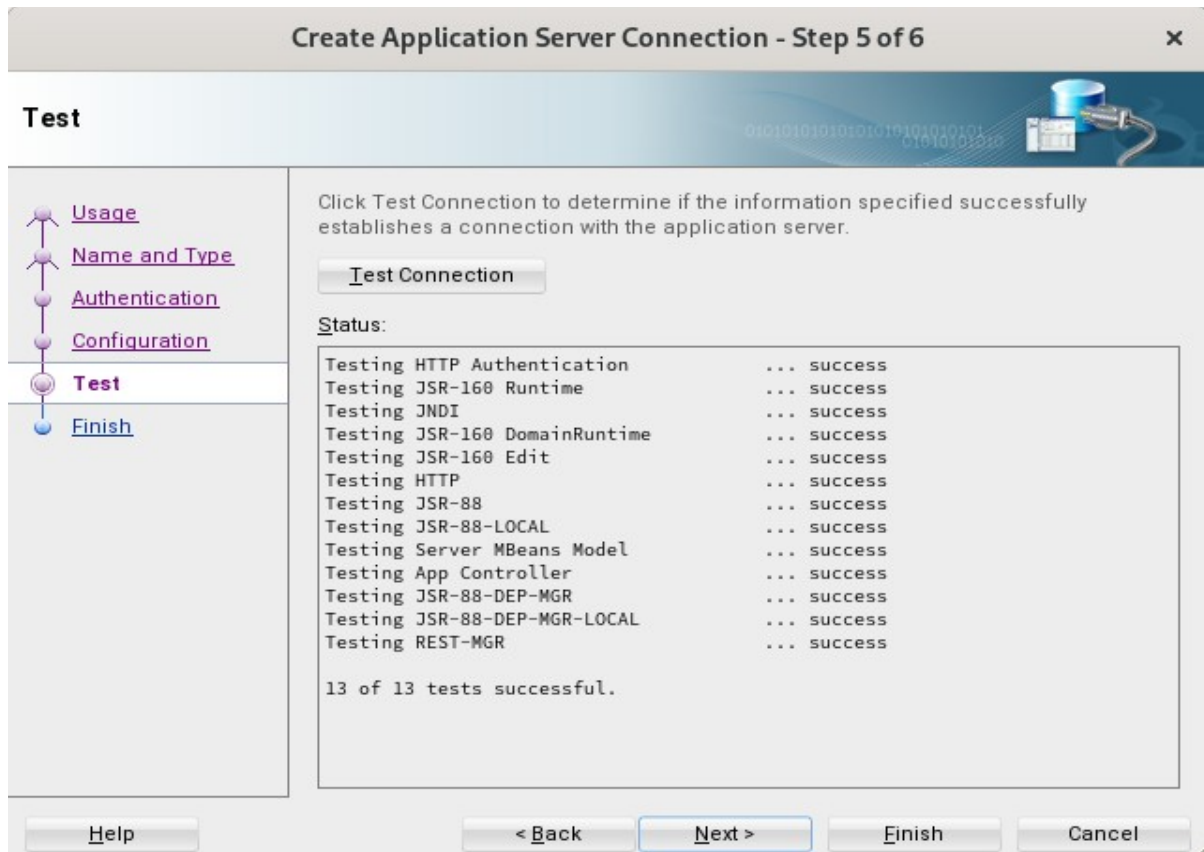 Create Application Server Connection - Step 5 of 6
×
Test
Usage
Name and Type
Authentication
Configuration
Test
Finish
Click Test Connection to determine if the information specified successfully
establishes a connection with the application server.
Test Connection
Status:
Testing HTTP Authentication ... success
Testing JSR-160 Runtime ... success
Testing JNDI ... success
Testing JSR-160 DomainRuntime ... success
Testing JSR-160 Edit ... success
Testing HTTP ... success
Testing JSR-88 ... success
Testing JSR-88-LOCAL ... success
Testing Server MBeans Model ... success
Testing App Controller ... success
Testing JSR-88-DEP-MGR ... success
Testing JSR-88-DEP-MGR-LOCAL ... success
Testing REST-MGR ... success
13 of 13 tests successful.
Help
< Back
Next >
Finish
Cancel